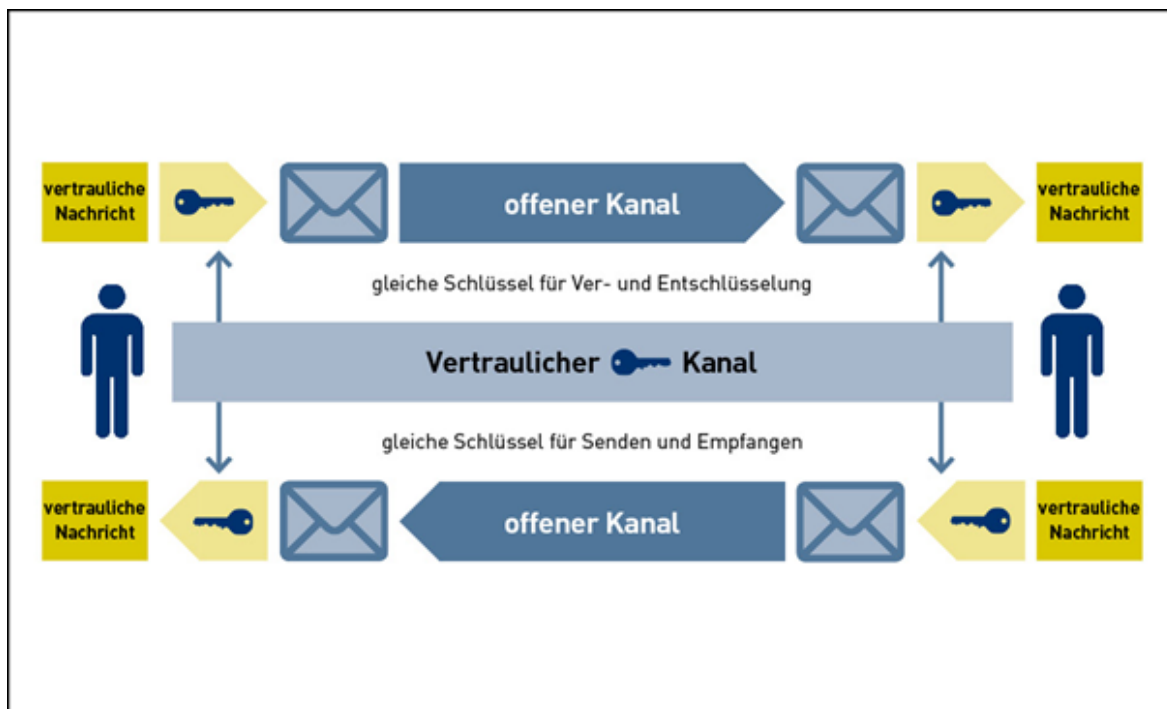 vertrauliche
Nachricht
offener Kanal
vertrauliche
Nachricht
gleiche Schlüssel für Ver- und Entschlüsselung
Vertraulicher Kanal
gleiche Schlüssel für Senden und Empfangen
vertrauliche
Nachricht
offener Kanal
vertrauliche
Nachricht